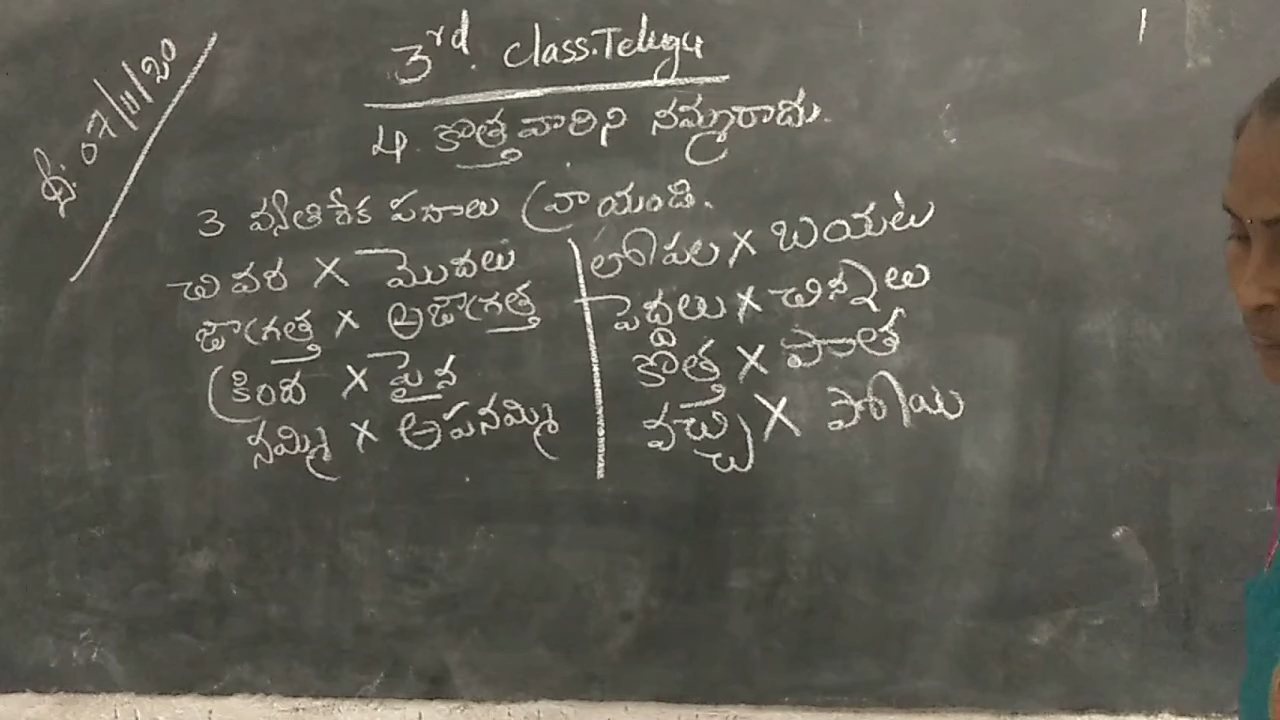 తే: 07/11/20
3rd. class.Telugu
4. కొత్తవారిని నమ్మరాదు.
3 వ్యతిరేక పదాలు వ్రాయండి.
చివర X మొదలు
జాగ్రత్త X అజాగ్రత్త
క్రింద X పైన
నమ్మి X అపనమ్మి
లోపల X బయట
పెద్దలు X చిన్నలు
కొత్త X పాత
వచ్చు X పోయి